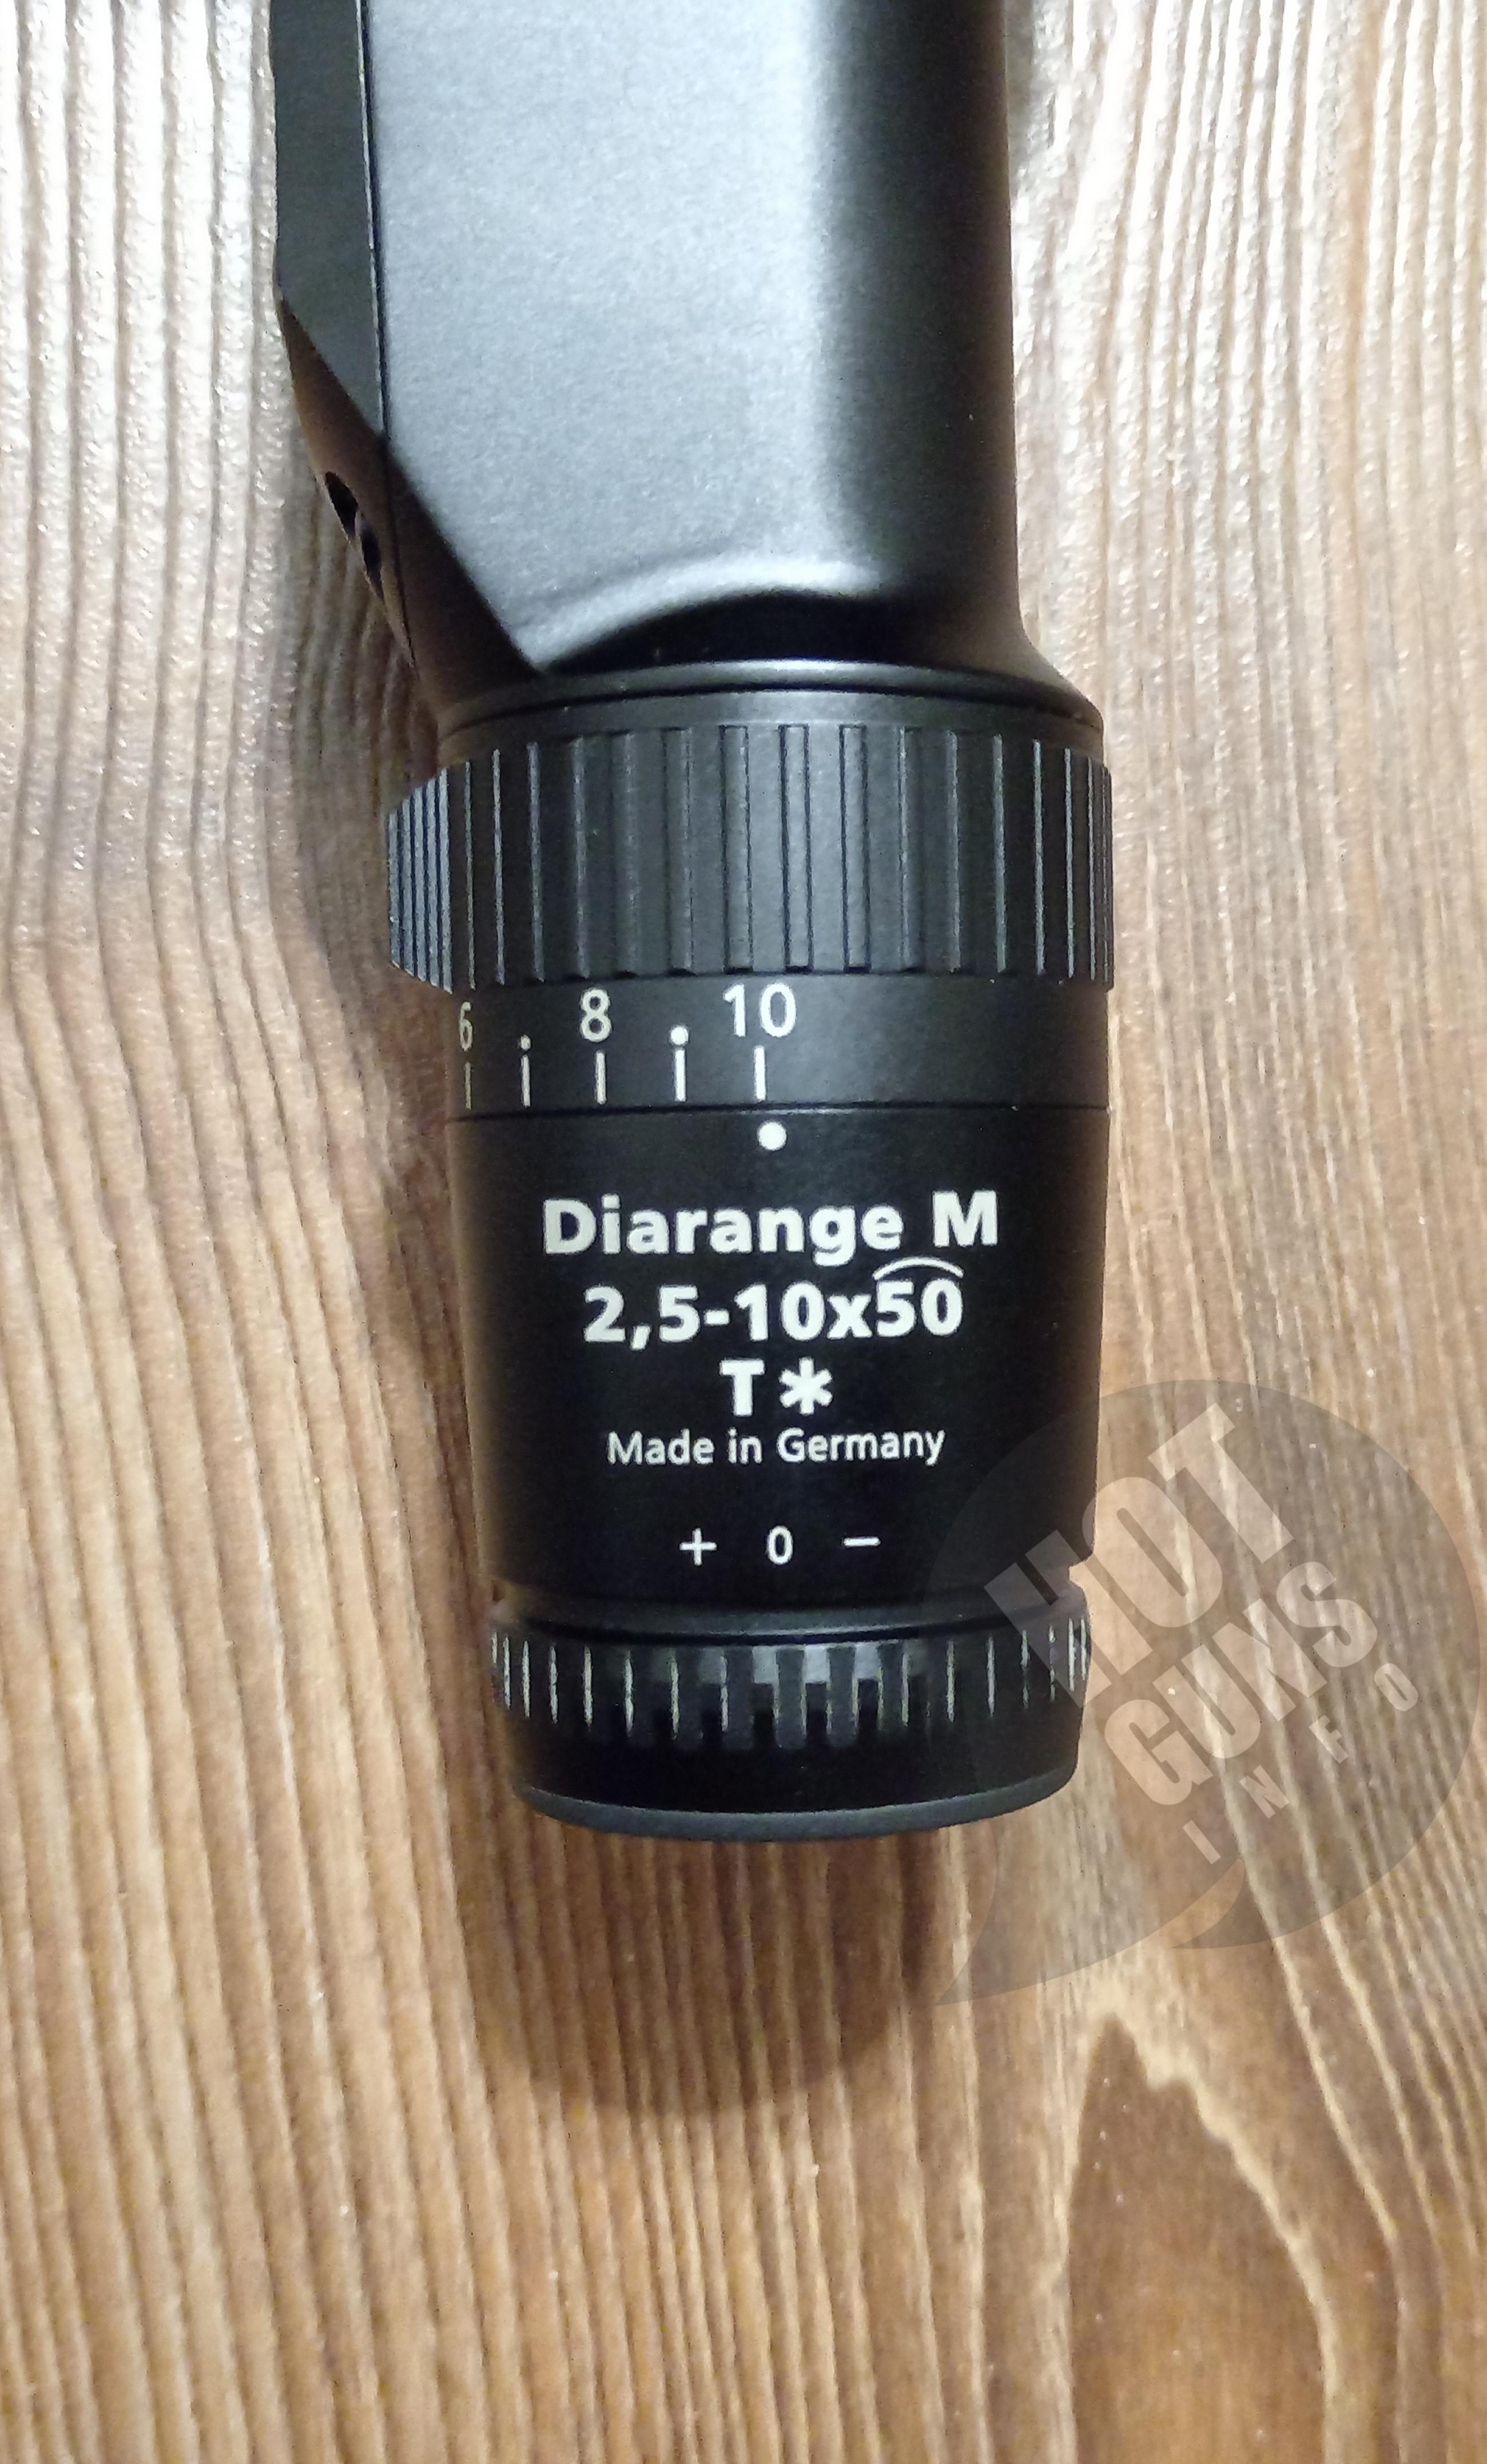 6 8 10
Diarange M
2,5-10x50
T*
Made in Germany
+ 0 −
HOT
GUNS
INFO